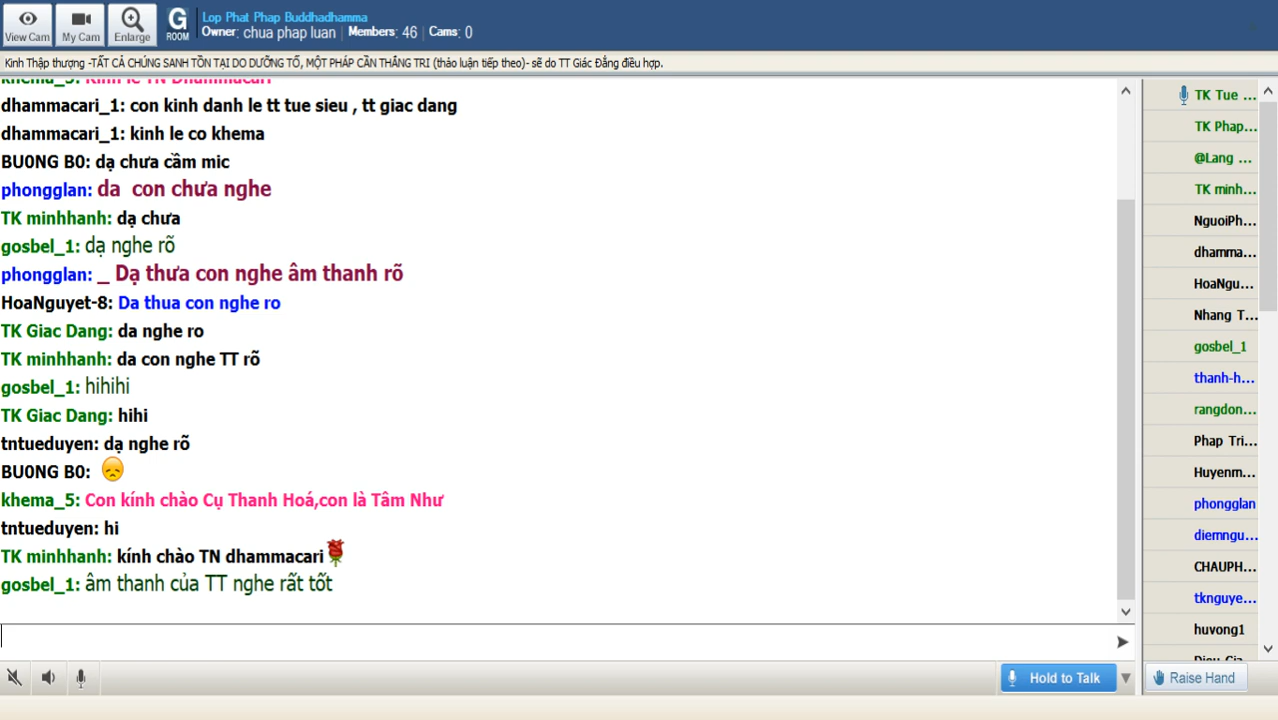 View Cam
My Cam
Enlarge
G
ROOM
Lop Phat Phap Buddhadhamma
Owner: chua phap luan | Members: 46 | Cams: 0
Kinh Thập thượng -TẤT CẢ CHÚNG SANH TỒN TẠI DO DƯỠNG TỐ, MỘT PHÁP CẦN THẮNG TRI (thảo luận tiếp theo)- sẽ do TT Giác Đẳng điều hợp.
khema_5: Kính lễ TN Dhammacari
dhammacari_1: con kinh danh le tt tue sieu , tt giac dang
dhammacari_1: kinh le co khema
BU0NG B0: dạ chưa cầm mic
phongglan: da con chưa nghe
TK minhhanh: dạ chưa
gosbel_1: dạ nghe rõ
phongglan: _ Dạ thưa con nghe âm thanh rõ
HoaNguyet-8: Da thua con nghe ro
TK Giac Dang: da nghe ro
TK minhhanh: da con nghe TT rõ
gosbel_1: hihihi
TK Giac Dang: hihi
tntueduyen: dạ nghe rõ
BU0NG B0:
khema_5: Con kính chào Cụ Thanh Hoá,con là Tâm Như
tntueduyen: hi
TK minhhanh: kính chào TN dhammacari
gosbel_1: âm thanh của TT nghe rất tốt
TK Tue ...
TK Phap...
@Lang ...
TK minh...
NguoiPh...
dhamma...
HoaNgu...
Nhang T...
gosbel_1
thanh-h...
rangdon...
Phap Tri...
Huyenm...
phongglan
diemngu...
CHAUPH...
tknguye...
huvong1
Dieu Gia...
Hold to Talk
Raise Hand